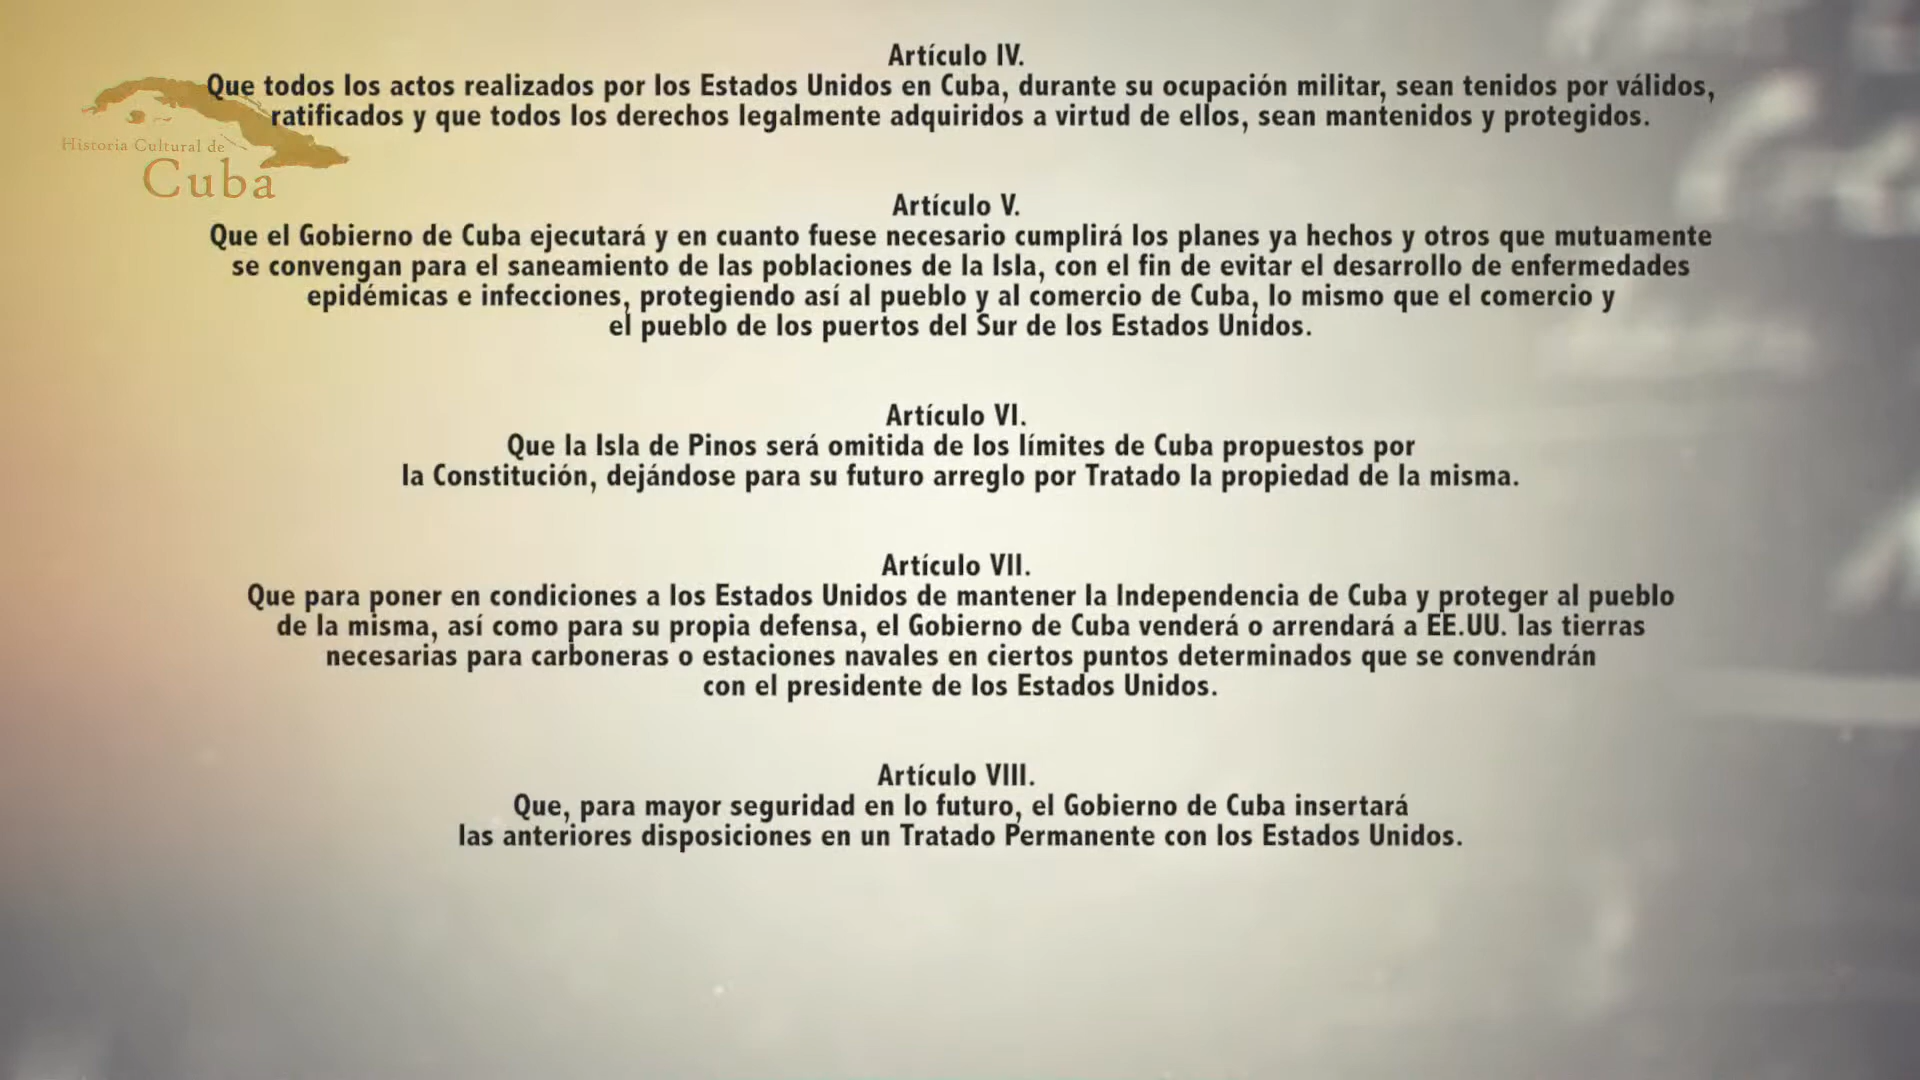 Artículo IV.
Que todos los actos realizados por los Estados Unidos en Cuba, durante su ocupación militar, sean tenidos por válidos,
ratificados y que todos los derechos legalmente adquiridos a virtud de ellos, sean mantenidos y protegidos.
Historia Cultural de
Cuba
Artículo V.
Que el Gobierno de Cuba ejecutará y en cuanto fuese necesario cumplirá los planes ya hechos y otros que mutuamente
se convengan para el saneamiento de las poblaciones de la Isla, con el fin de evitar el desarrollo de enfermedades
epidémicas e infecciones, protegiendo así al pueblo y al comercio de Cuba, lo mismo que el comercio y
el pueblo de los puertos del Sur de los Estados Unidos.
Artículo VI.
Que la Isla de Pinos será omitida de los límites de Cuba propuestos por
la Constitución, dejándose para su futuro arreglo por Tratado la propiedad de la misma.
Artículo VII.
Que para poner en condiciones a los Estados Unidos de mantener la Independencia de Cuba y proteger al pueblo
de la misma, así como para su propia defensa, el Gobierno de Cuba venderá o arrendará a EE.UU. las tierras
necesarias para carboneras o estaciones navales en ciertos puntos determinados que se convendrán
con el presidente de los Estados Unidos.
Artículo VIII.
Que, para mayor seguridad en lo futuro, el Gobierno de Cuba insertará
las anteriores disposiciones en un Tratado Permanente con los Estados Unidos.